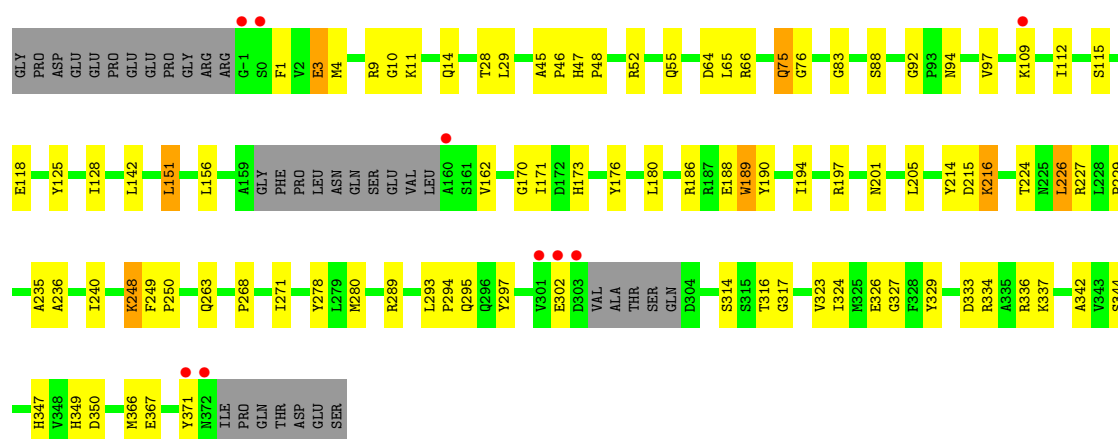 GLY PRO ASP GLU GLU PRO GLU GLU PRO GLY ARG ARG G-1 S0 F1 V2 E3 M4 R9 G10 K11 Q14 T28 L29 A45 P46 H47 P48 R52 Q55 D64 L65 R66 Q75 G76 G83 S88 G92 P93 N94 V97 K109 I112 S115
E118 Y125 I128 L142 L151 L156 A159 GLY PHE PRO LEU ASN GLN SER GLU VAL LEU A160 S161 V162 G170 I171 D172 H173 Y176 L180 R186 R187 E188 W189 Y190 I194 R197 N201 L205 Y214 D215 K216 T224 N225 L226 R227 L228
A235 A236 I240 K248 F249 P250 Q263 P268 I271 Y278 L279 M280 R289 L293 P294 Q295 Q296 Y297 V301 E302 D303 VAL ALA THR SER GLN D304 S314 S315 T316 G317 V323 I324 M325 E326 G327 F328 Y329 D333 R334 A335 R336 K337 A342 V343 S344
H347 V348 H349 D350 M366 E367 Y371 N372 ILE PRO GLN THR ASP GLU SER